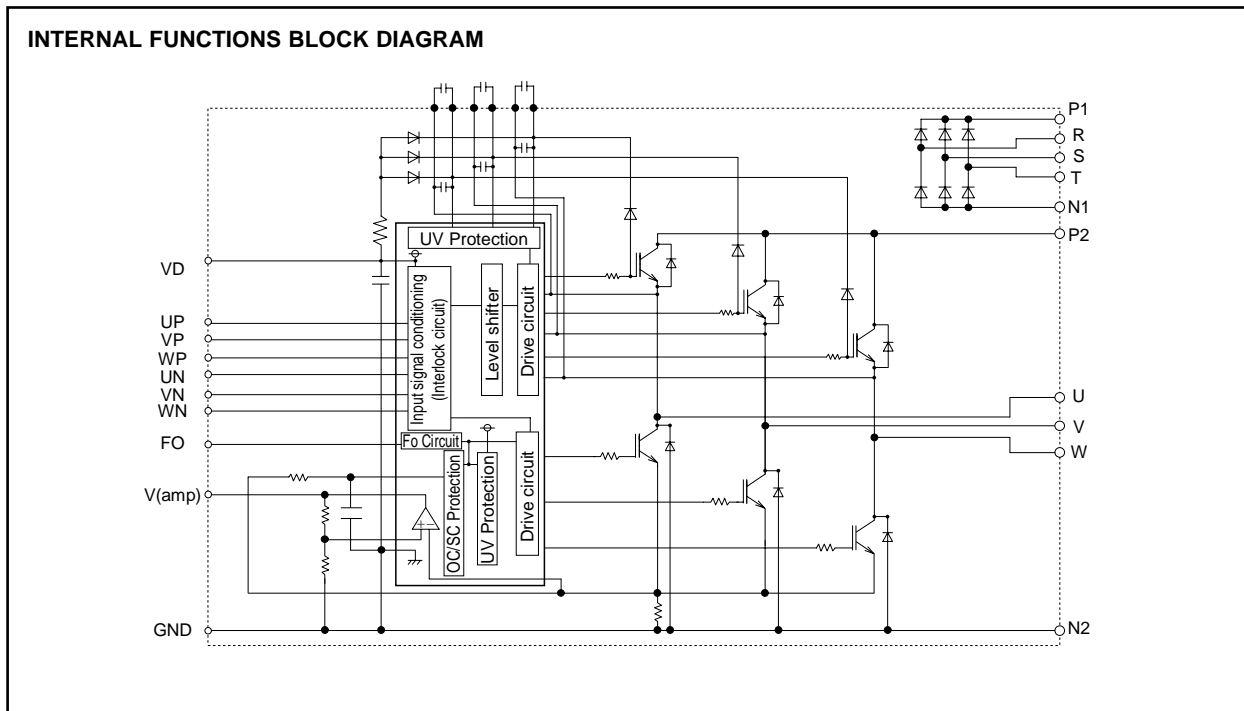 INTERNAL FUNCTIONS BLOCK DIAGRAM
P1
R
S
T
N1
P2
UV Protection
VD
Input signal conditioning
(Interlock circuit)
Level shifter
Drive circuit
UP
VP
WP
UN
VN
WN
U
V
W
FO
Fo Circuit
OC/SC Protection
UV Protection
Drive circuit
V(amp)
+
−
GND
N2